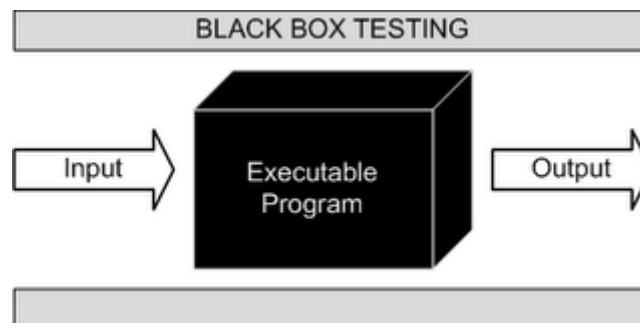 BLACK BOX TESTING
Input
Executable
Program
Output